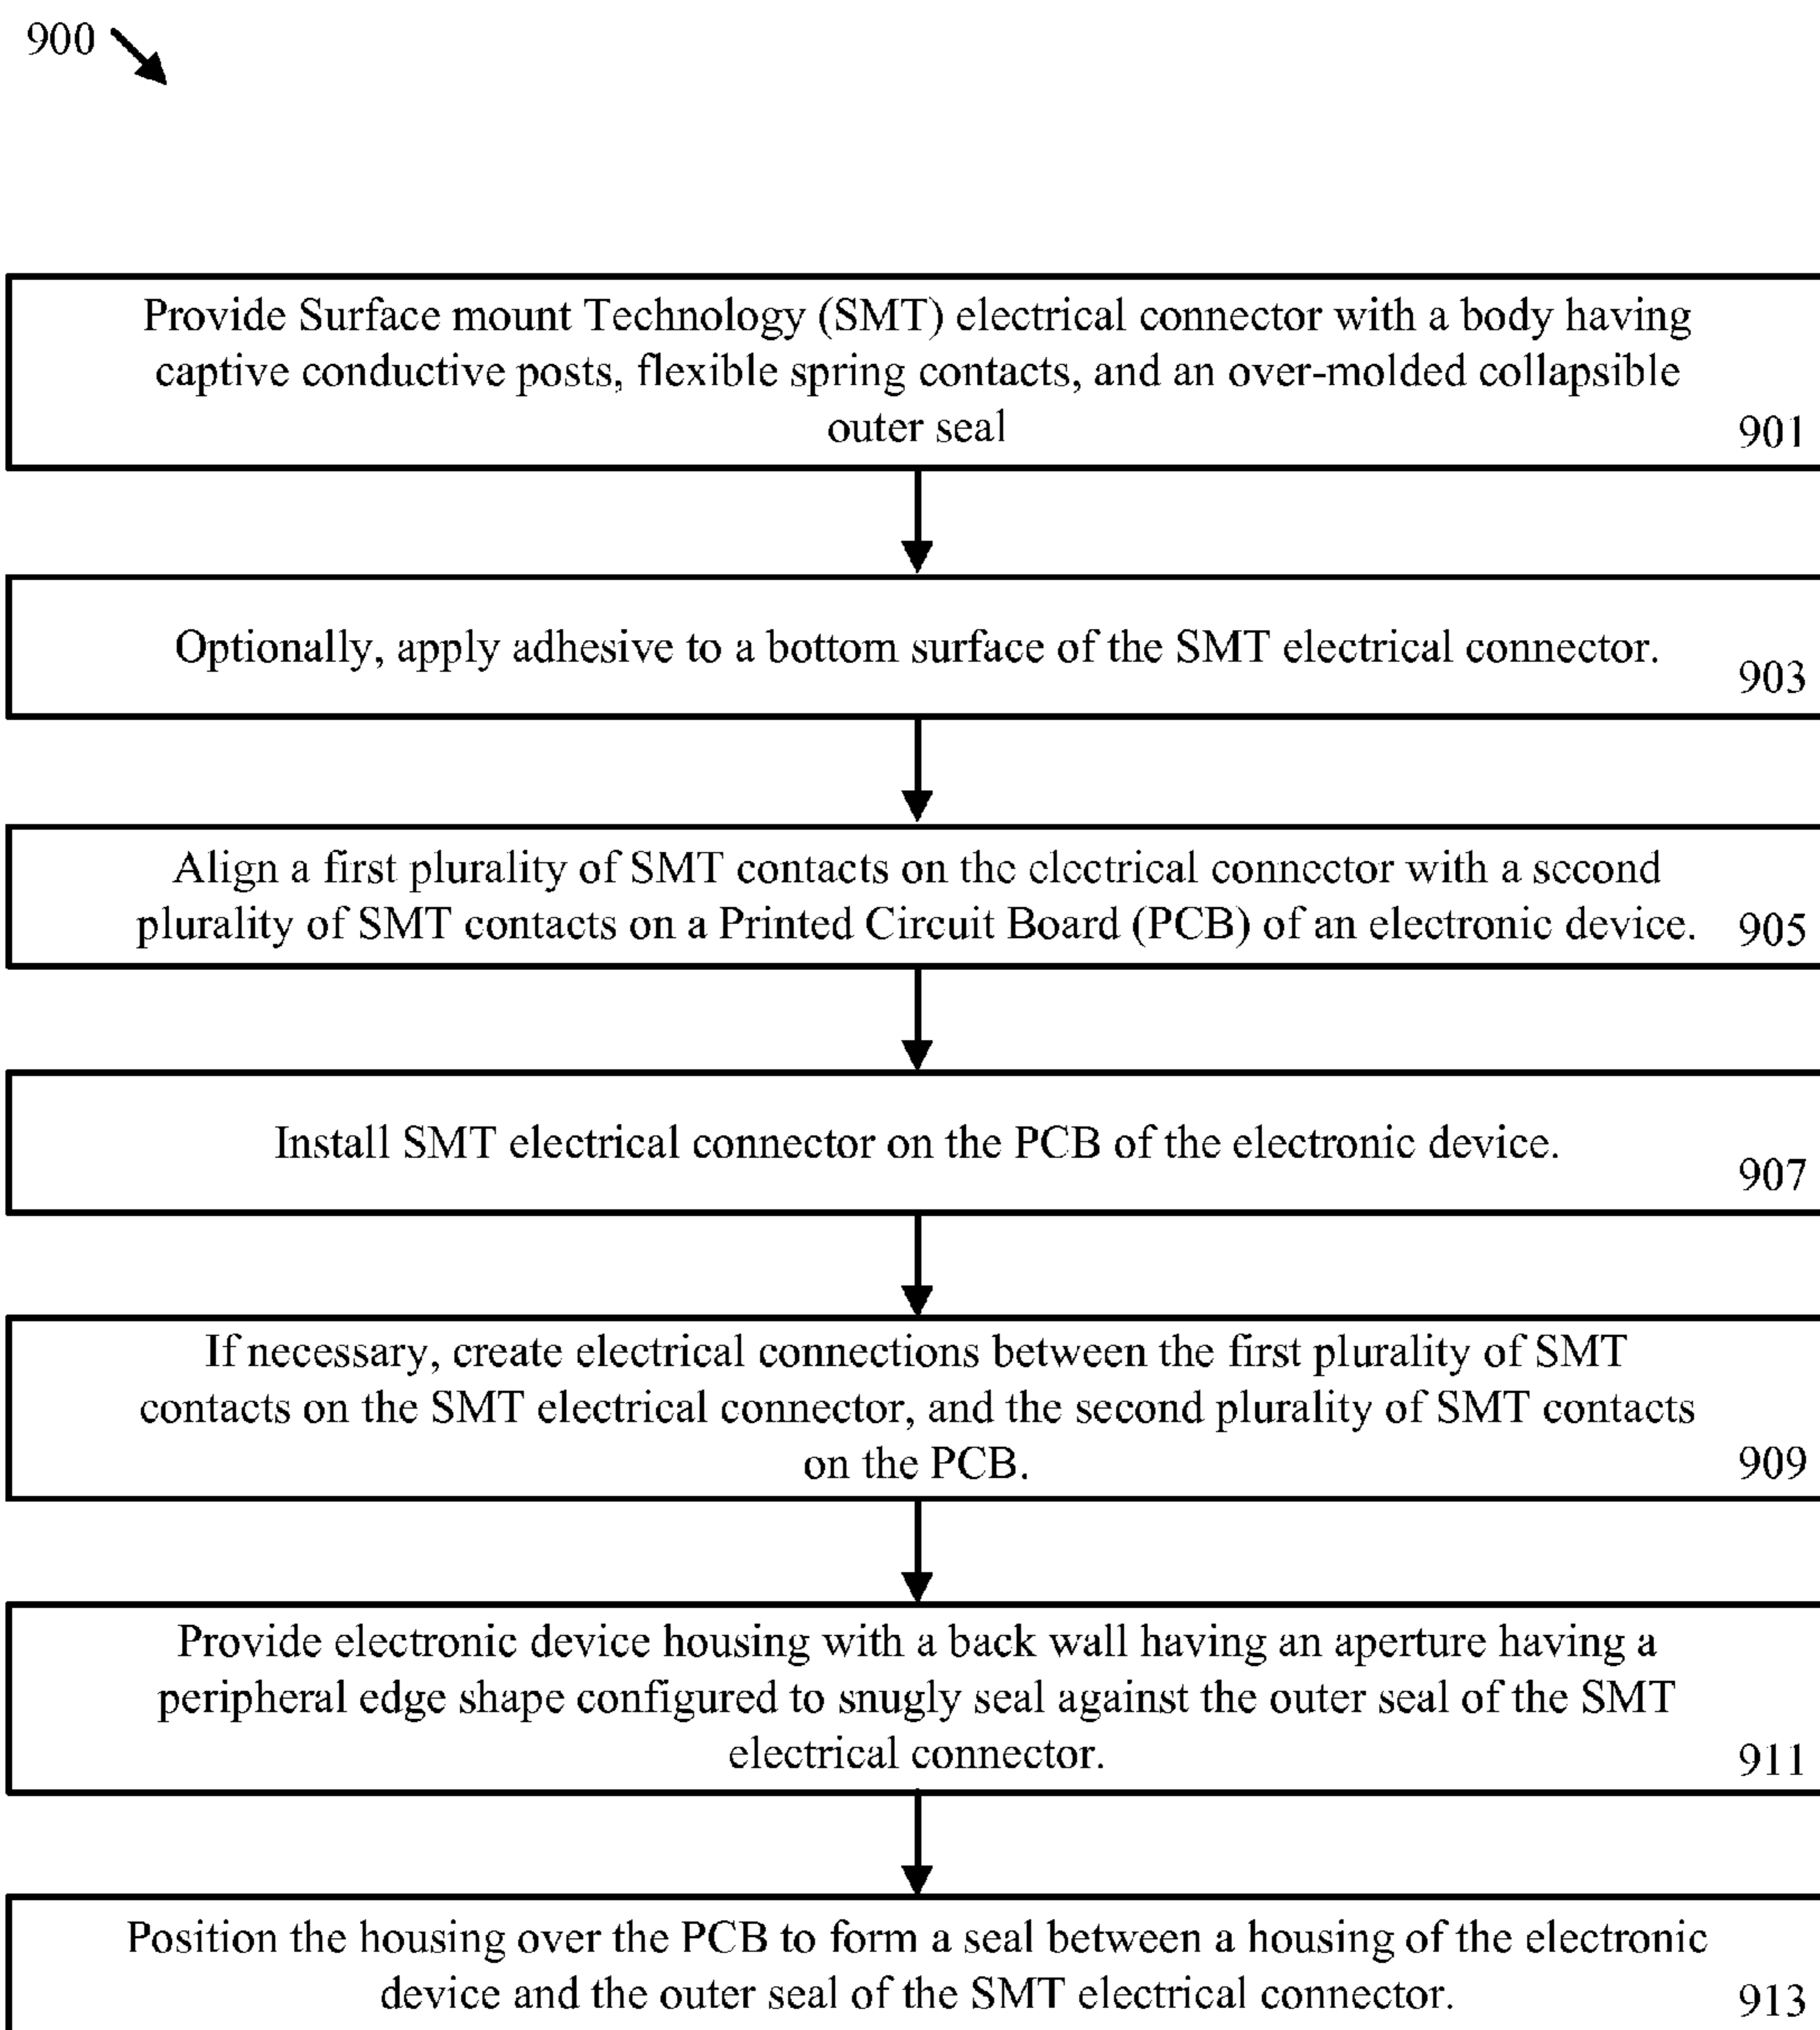 900
Provide Surface mount Technology (SMT) electrical connector with a body having
captive conductive posts, flexible spring contacts, and an over-molded collapsible
outer seal
901
Optionally, apply adhesive to a bottom surface of the SMT electrical connector.
903
Align a first plurality of SMT contacts on the electrical connector with a second
plurality of SMT contacts on a Printed Circuit Board (PCB) of an electronic device.
905
Install SMT electrical connector on the PCB of the electronic device.
907
If necessary, create electrical connections between the first plurality of SMT
contacts on the SMT electrical connector, and the second plurality of SMT contacts
on the PCB.
909
Provide electronic device housing with a back wall having an aperture having a
peripheral edge shape configured to snugly seal against the outer seal of the SMT
electrical connector.
911
Position the housing over the PCB to form a seal between a housing of the electronic
device and the outer seal of the SMT electrical connector.
913